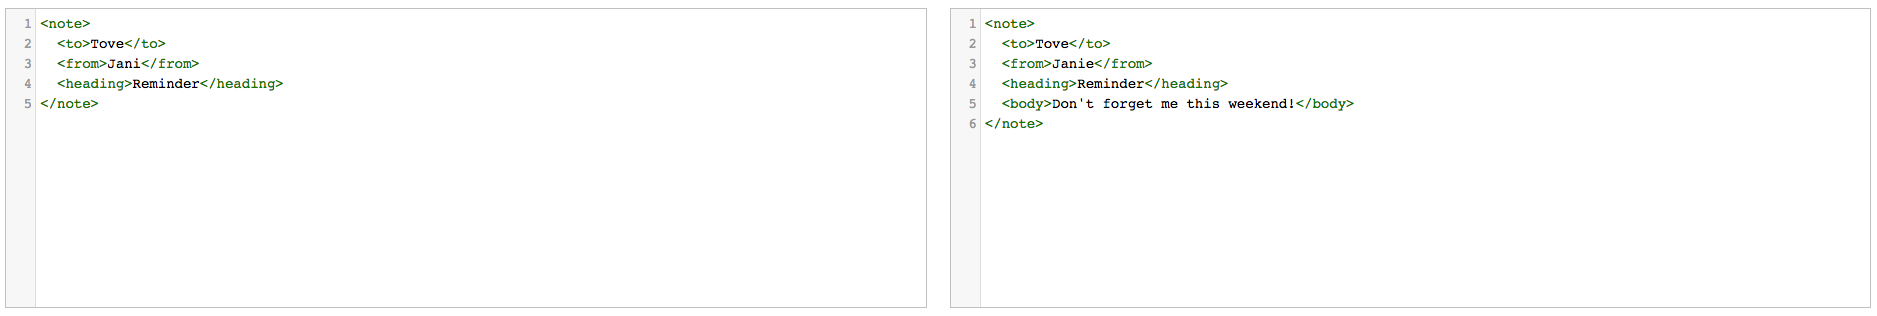 1 <note>
2   <to>Tove</to>
3   <from>Jani</from>
4   <heading>Reminder</heading>
5 </note>
1 <note>
2   <to>Tove</to>
3   <from>Janie</from>
4   <heading>Reminder</heading>
5   <body>Don't forget me this weekend!</body>
6 </note>